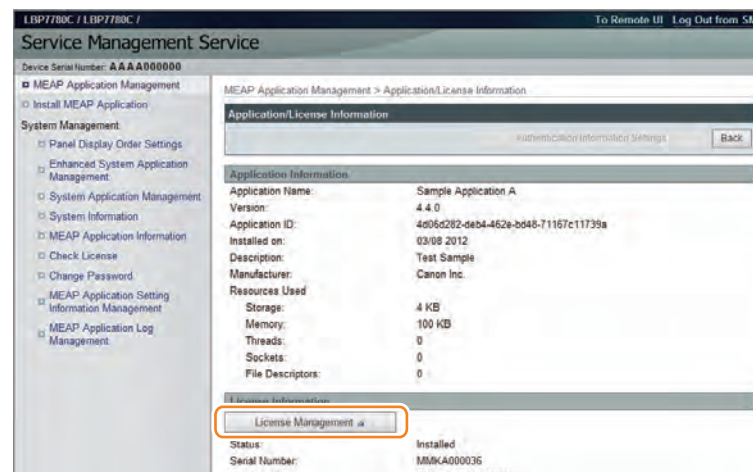 LBP7780C / LBP7780C /
To Remote UI Log Out from SM
Service Management Service
Device Serial Number: AAAA000000
MEAP Application Management
Install MEAP Application
System Management
Panel Display Order Settings
Enhanced System Application
Management
System Application Management
System Information
MEAP Application Information
Check License
Change Password
MEAP Application Setting
Information Management
MEAP Application Log
Management
MEAP Application Management > Application/License Information
Application/License Information
Authentication Information Settings
Back
Application Information
Application Name: Sample Application A
Version: 4.4.0
Application ID: 4d06d282-deb4-462e-bd48-71167c11739a
Installed on: 03/08 2012
Description: Test Sample
Manufacturer: Canon Inc.
Resources Used
Storage: 4 KB
Memory: 100 KB
Threads: 0
Sockets: 0
File Descriptors: 0
License Information
License Management
Status: Installed
Serial Number: MMKA000036